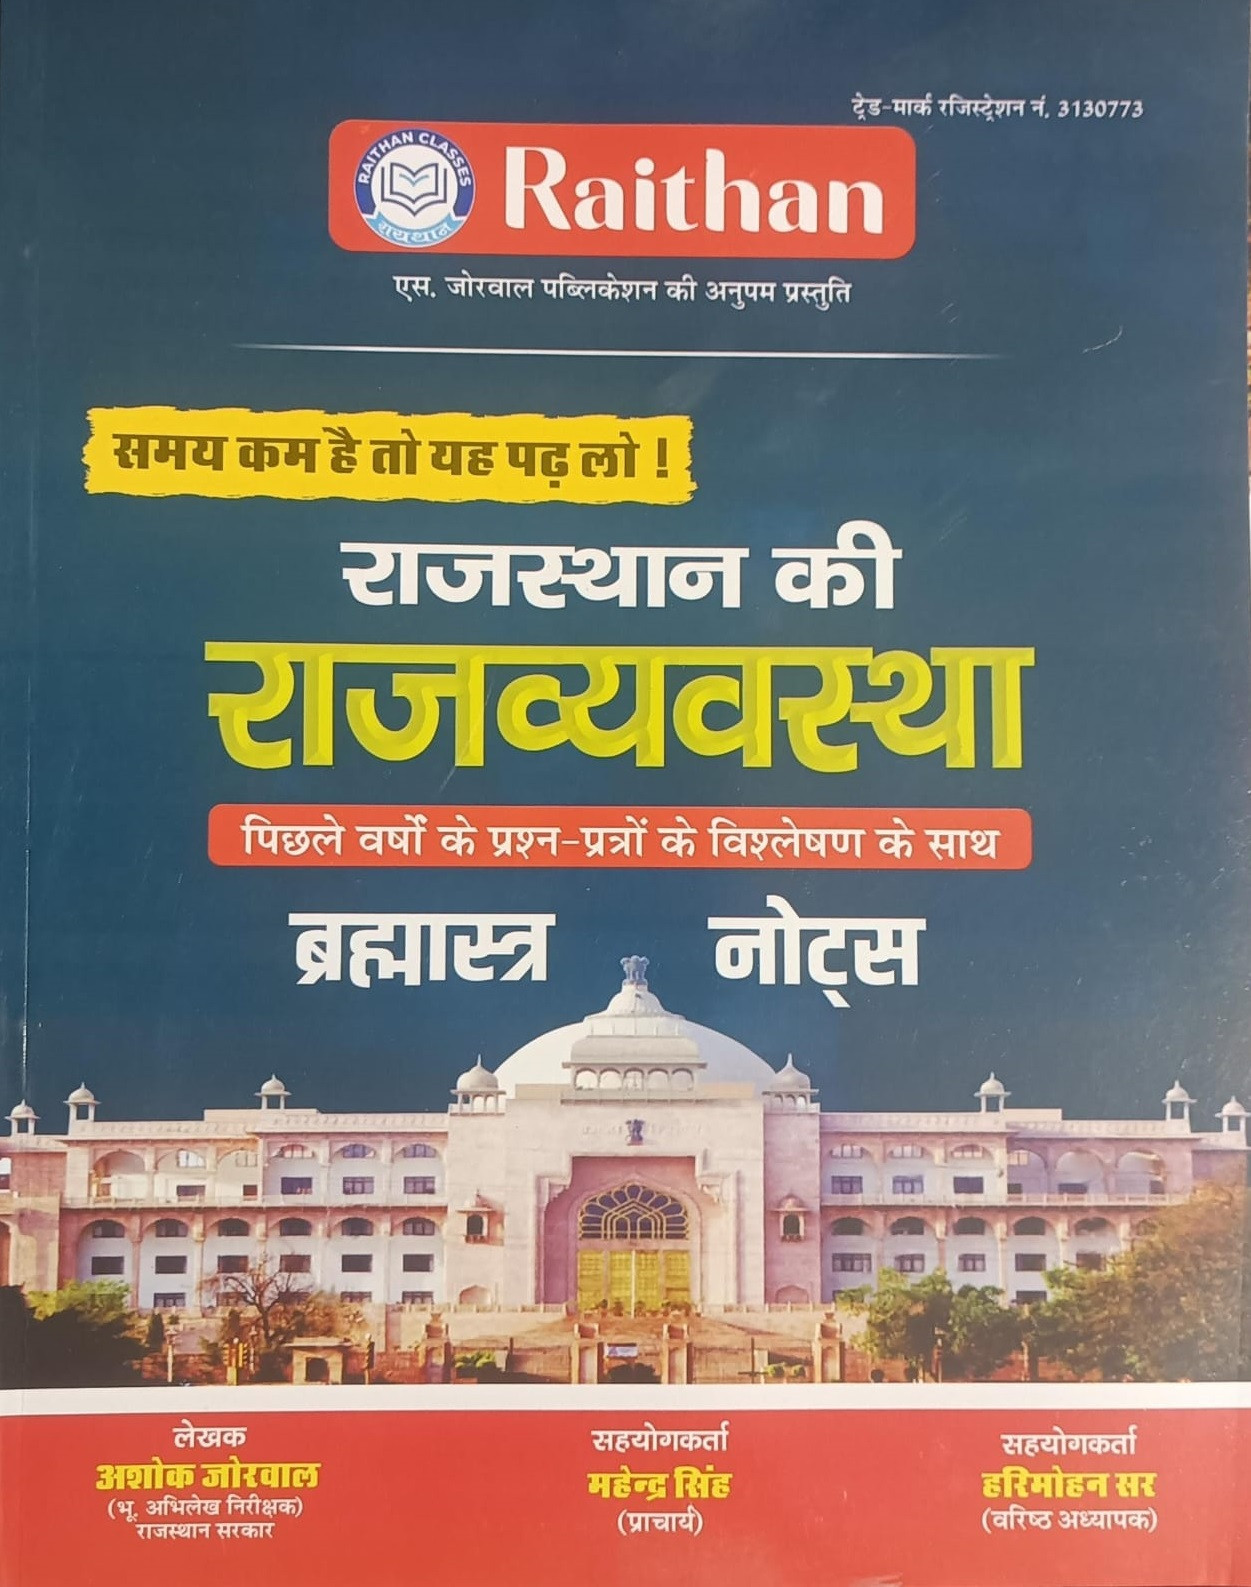 ट्रेड-मार्क रजिस्ट्रेशन नं. 3130773
RAITHAN CLASSES
रायथान
Raithan
एस. जोरवाल पब्लिकेशन की अनुपम प्रस्तुति
समय कम है तो यह पढ़ लो !
राजस्थान की
राजव्यवस्था
पिछले वर्षों के प्रश्न-प्रत्रों के विश्लेषण के साथ
ब्रह्मास्त्र नोट्स
लेखक
अशोक जोरवाल
(भू. अभिलेख निरीक्षक)
राजस्थान सरकार
सहयोगकर्ता
महेन्द्र सिंह
(प्राचार्य)
सहयोगकर्ता
हरिमोहन सर
(वरिष्ठ अध्यापक)